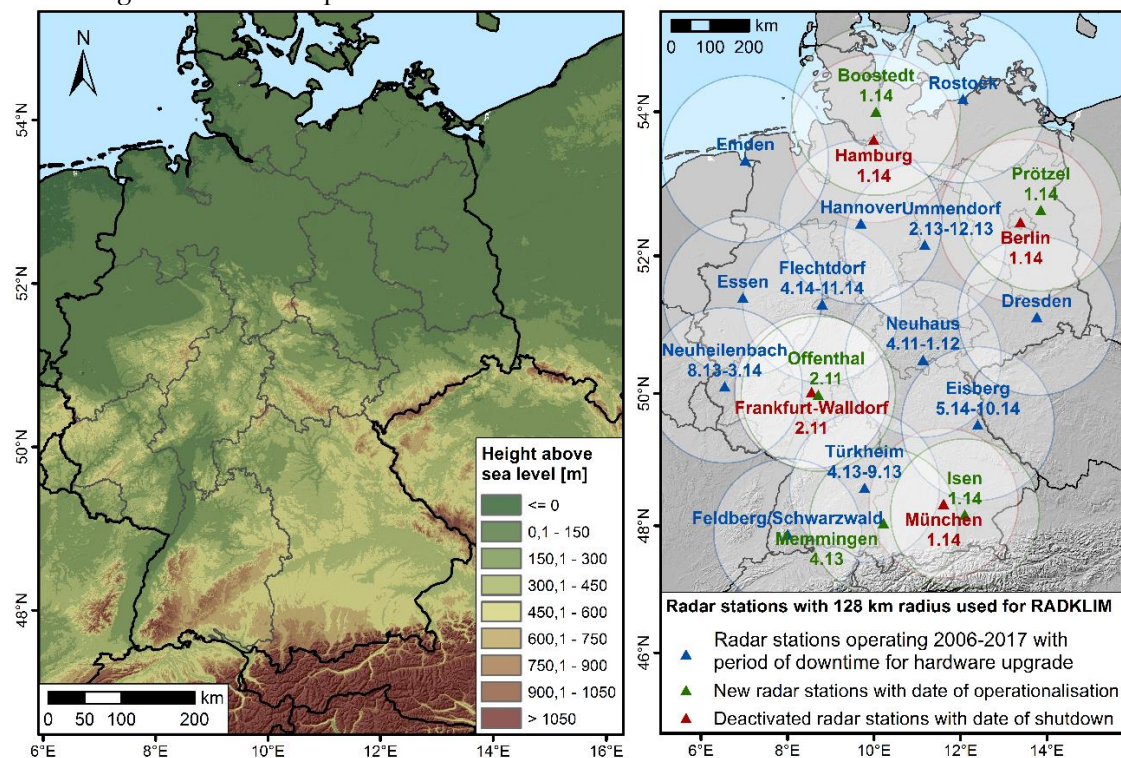 N
54°N
52°N
50°N
48°N
Height above
sea level [m]
<= 0
0,1 - 150
150,1 - 300
300,1 - 450
450,1 - 600
600,1 - 750
750,1 - 900
900,1 - 1050
> 1050
km
0 50 100 200
6°E 8°E 10°E 12°E 14°E 16°E
km
0 100 200
Boostedt
1.14
Rostock
Emden
Hamburg
1.14
Prötzel
1.14
Hannover
Ummendorf
2.13-12.13
Berlin
1.14
Essen
Flechtdorf
4.14-11.14
Dresden
Neuhaus
4.11-1.12
Neuheilenbach
8.13-3.14
Offenthal
2.11
Eisberg
5.14-10.14
Frankfurt-Walldorf
2.11
Türkheim
4.13-9.13
Isen
1.14
Feldberg/Schwarzwald
München
1.14
Memmingen
4.13
54°N
52°N
50°N
48°N
46°N
Radar stations with 128 km radius used for RADKLIM
Radar stations operating 2006-2017 with
period of downtime for hardware upgrade
New radar stations with date of operationalisation
Deactivated radar stations with date of shutdown
6°E 8°E 10°E 12°E 14°E